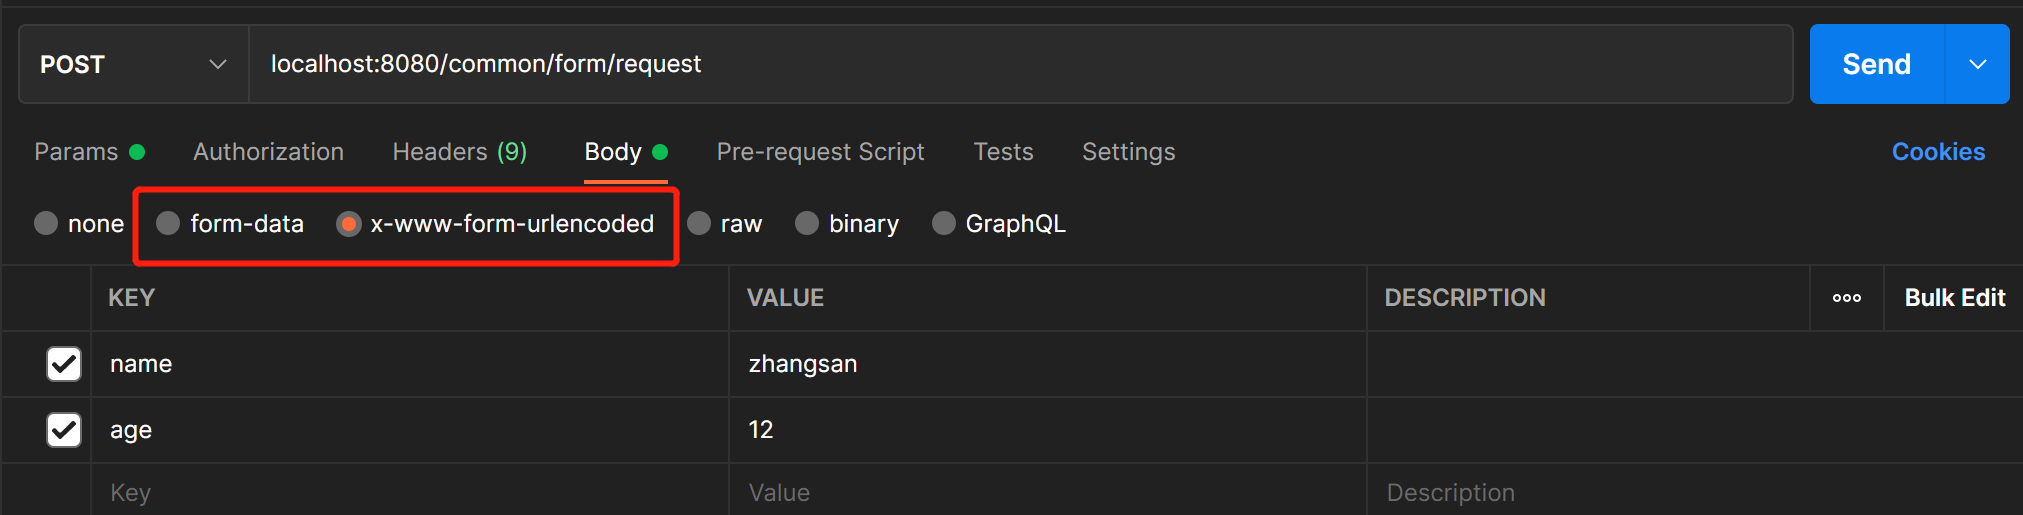 POST localhost:8080/common/form/request Send
Params Authorization Headers (9) Body Pre-request Script Tests Settings Cookies
none form-data x-www-form-urlencoded raw binary GraphQL
KEY VALUE DESCRIPTION ooo Bulk Edit
name zhangsan
age 12
Key Value Description